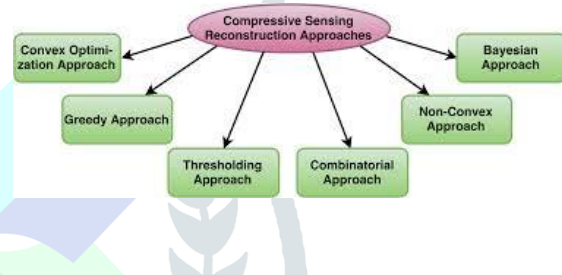 Compressive Sensing
Reconstruction Approaches
Convex Optimi-
zation Approach
Bayesian
Approach
Greedy Approach
Non-Convex
Approach
Thresholding
Approach
Combinatorial
Approach